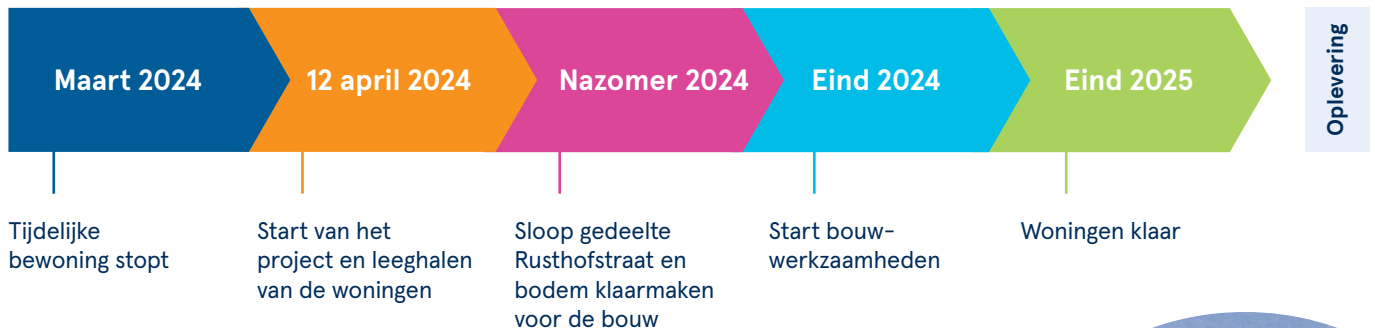 Maart 2024
12 april 2024
Nazomer 2024
Eind 2024
Eind 2025
Oplevering
Tijdelijke
bewoning stopt
Start van het
project en leeghalen
van de woningen
Sloop gedeelte
Rusthofstraat en
bodem klaarmaken
voor de bouw
Start bouw-
werkzaamheden
Woningen klaar